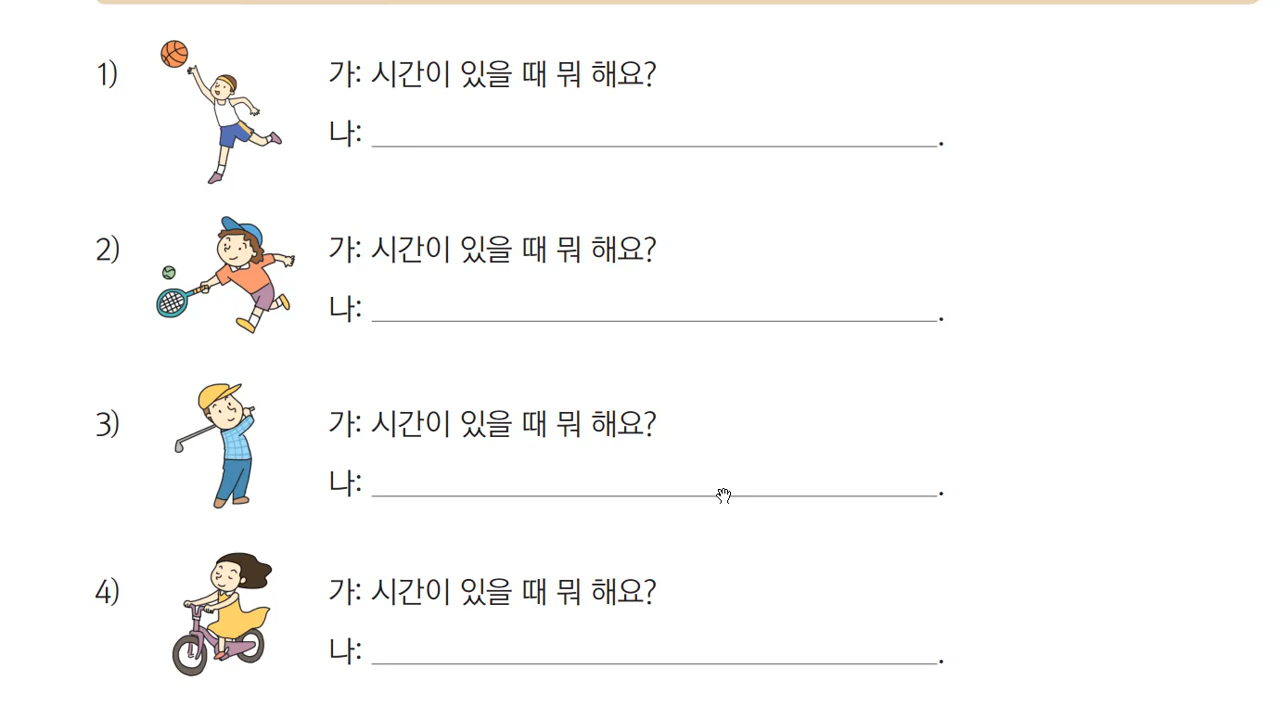 1)
가: 시간이 있을 때 뭐 해요?
나: .
2)
가: 시간이 있을 때 뭐 해요?
나: .
3)
가: 시간이 있을 때 뭐 해요?
나: .
4)
가: 시간이 있을 때 뭐 해요?
나: .